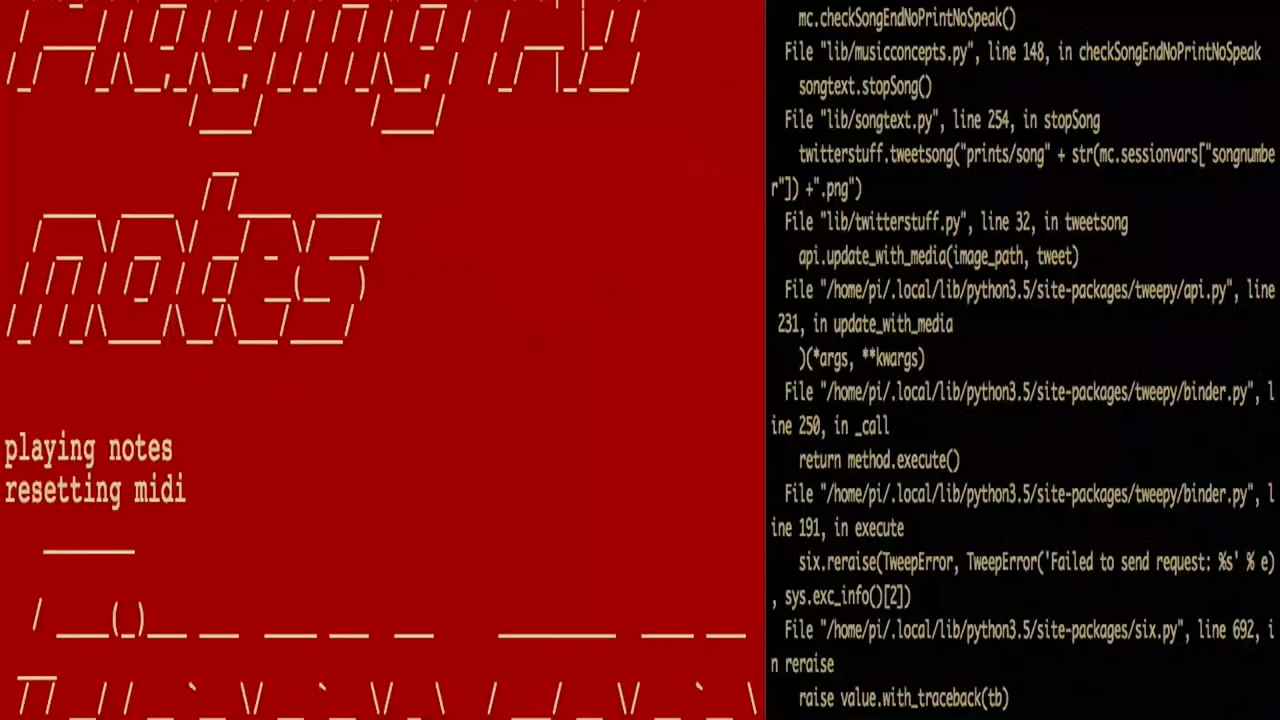 Playing AB
notes
playing notes
resetting midi
mc.checkSongEndNoPrintNoSpeak()
File "lib/musicconcepts.py", line 148, in checkSongEndNoPrintNoSpeak
songtext.stopSong()
File "lib/songtext.py", line 254, in stopSong
twitterstuff.tweetsong("prints/song" + str(mc.sessionvars["songnumbe
r"]) +".png")
File "lib/twitterstuff.py", line 32, in tweetsong
api.update_with_media(image_path, tweet)
File "/home/pi/.local/lib/python3.5/site-packages/tweepy/api.py", line
231, in update_with_media
)(*args, **kwargs)
File "/home/pi/.local/lib/python3.5/site-packages/tweepy/binder.py", l
ine 250, in _call
return method.execute()
File "/home/pi/.local/lib/python3.5/site-packages/tweepy/binder.py", l
ine 191, in execute
six.reraise(TweepError, TweepError('Failed to send request: %s' % e)
, sys.exc_info()[2])
File "/home/pi/.local/lib/python3.5/site-packages/six.py", line 692, i
n reraise
raise value.with_traceback(tb)